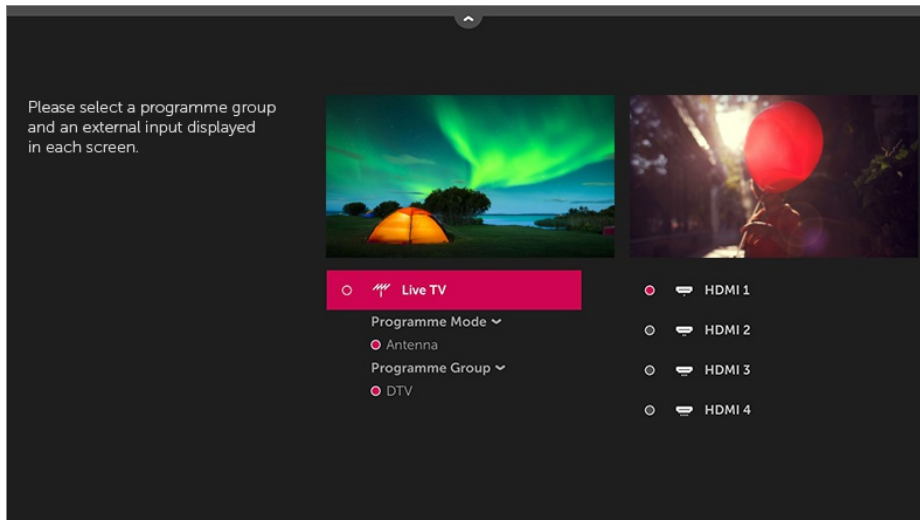 Please select a programme group
and an external input displayed
in each screen.
Live TV
Programme Mode
Antenna
Programme Group
DTV
HDMI 1
HDMI 2
HDMI 3
HDMI 4